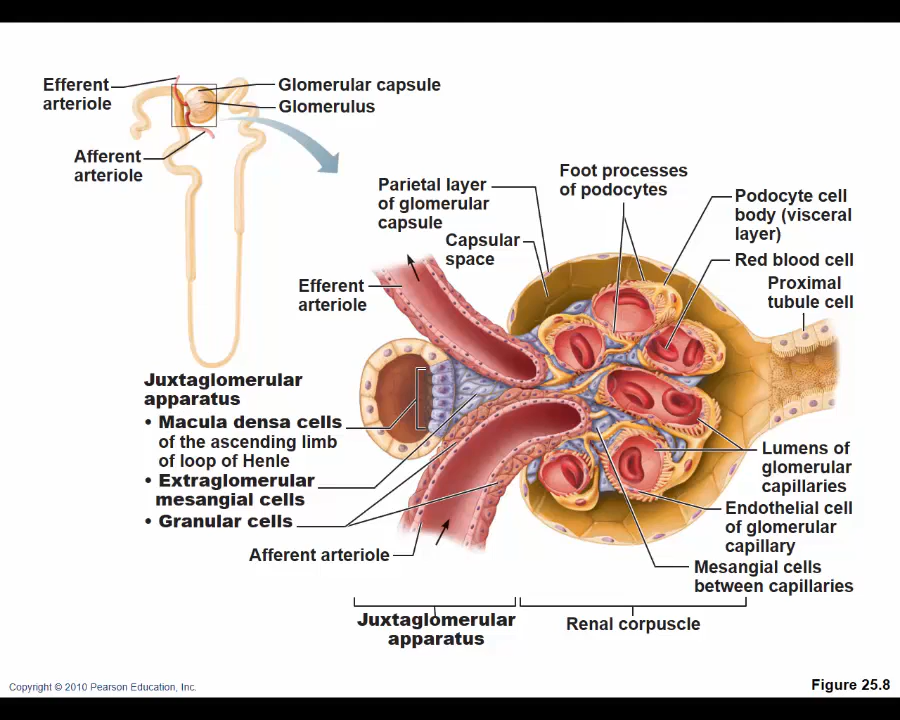 Efferent
arteriole
Glomerular capsule
Glomerulus
Afferent
arteriole
Parietal layer
of glomerular
capsule
Capsular
space
Foot processes
of podocytes
Podocyte cell
body (visceral
layer)
Red blood cell
Proximal
tubule cell
Efferent
arteriole
Juxtaglomerular
apparatus
• Macula densa cells
of the ascending limb
of loop of Henle
• Extraglomerular
mesangial cells
• Granular cells
Afferent arteriole
Lumens of
glomerular
capillaries
Endothelial cell
of glomerular
capillary
Mesangial cells
between capillaries
Juxtaglomerular
apparatus
Renal corpuscle
Copyright © 2010 Pearson Education, Inc.
Figure 25.8